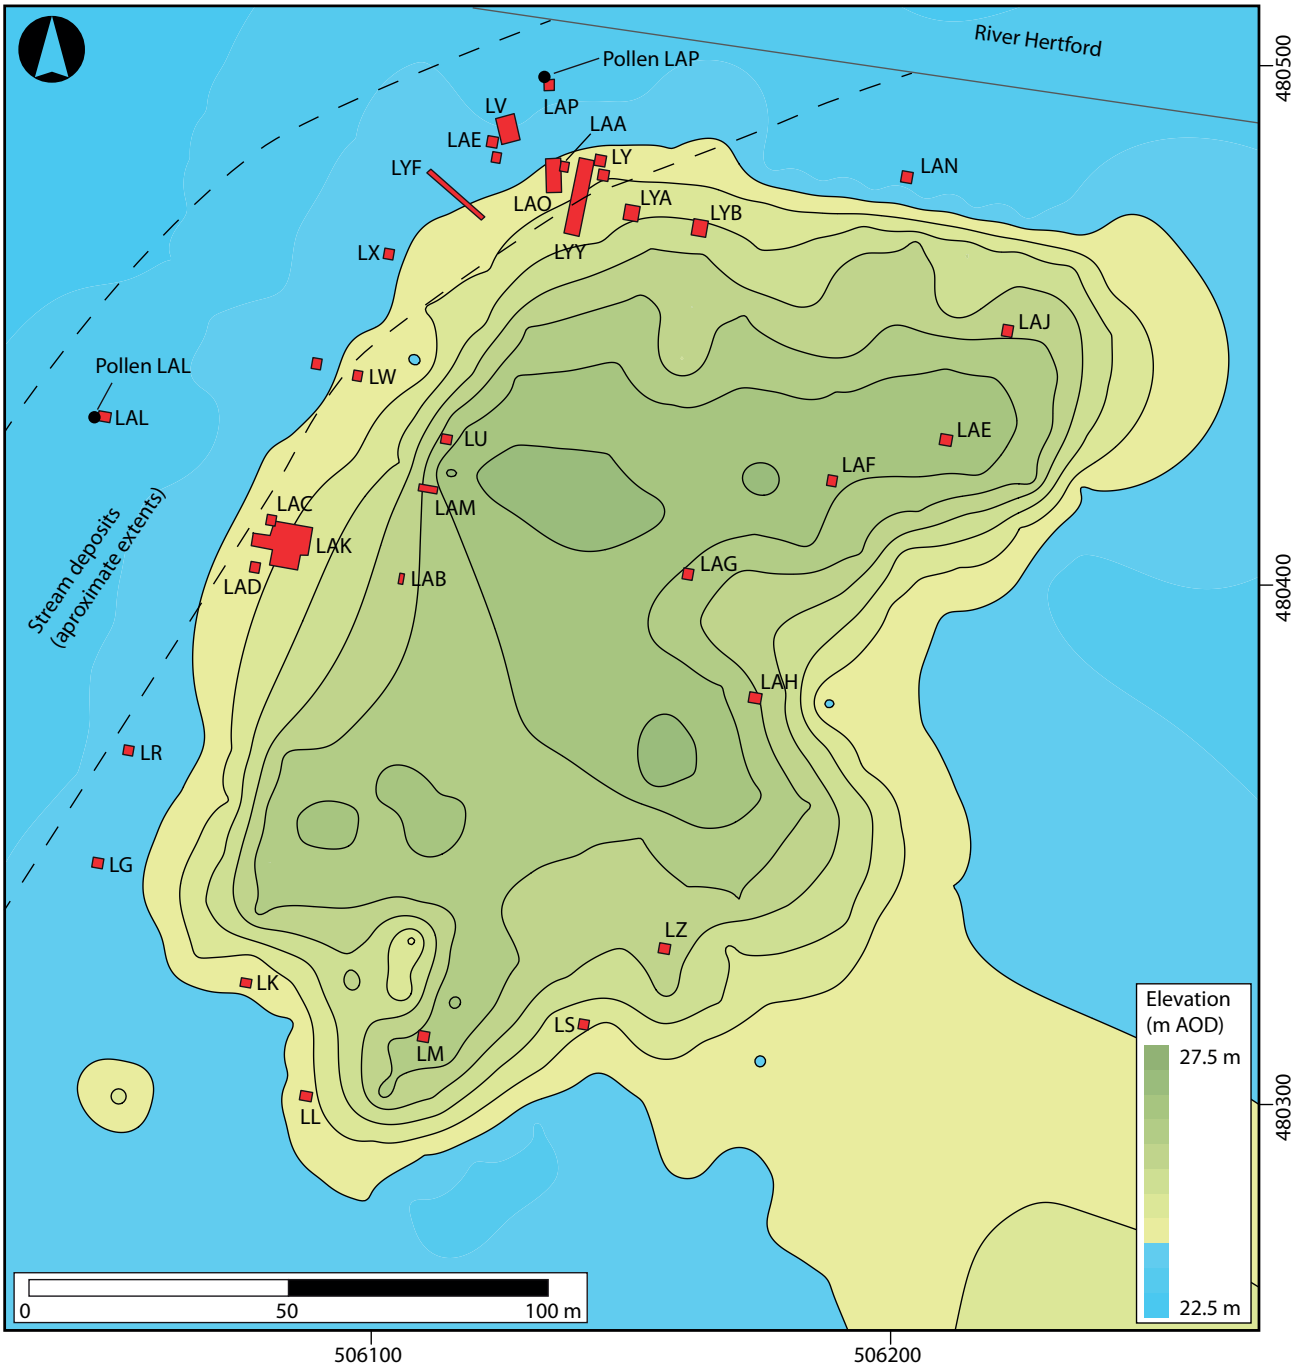 River Hertford
480500
Pollen LAP
LV
LAP
LAA
LAE
LY
LYF
LAN
LAO
LYA
LYB
LYY
LX
LAJ
Pollen LAL
LW
LAL
LU
LAE
LAF
LAM
Stream deposits
(aproximate extents)
LAC
LAK
LAG
LAD
LAB
480400
LAH
LR
LG
LZ
LK
LS
LM
LL
Elevation
(m AOD)
27.5 m
22.5 m
480300
0
50
100 m
506100
506200